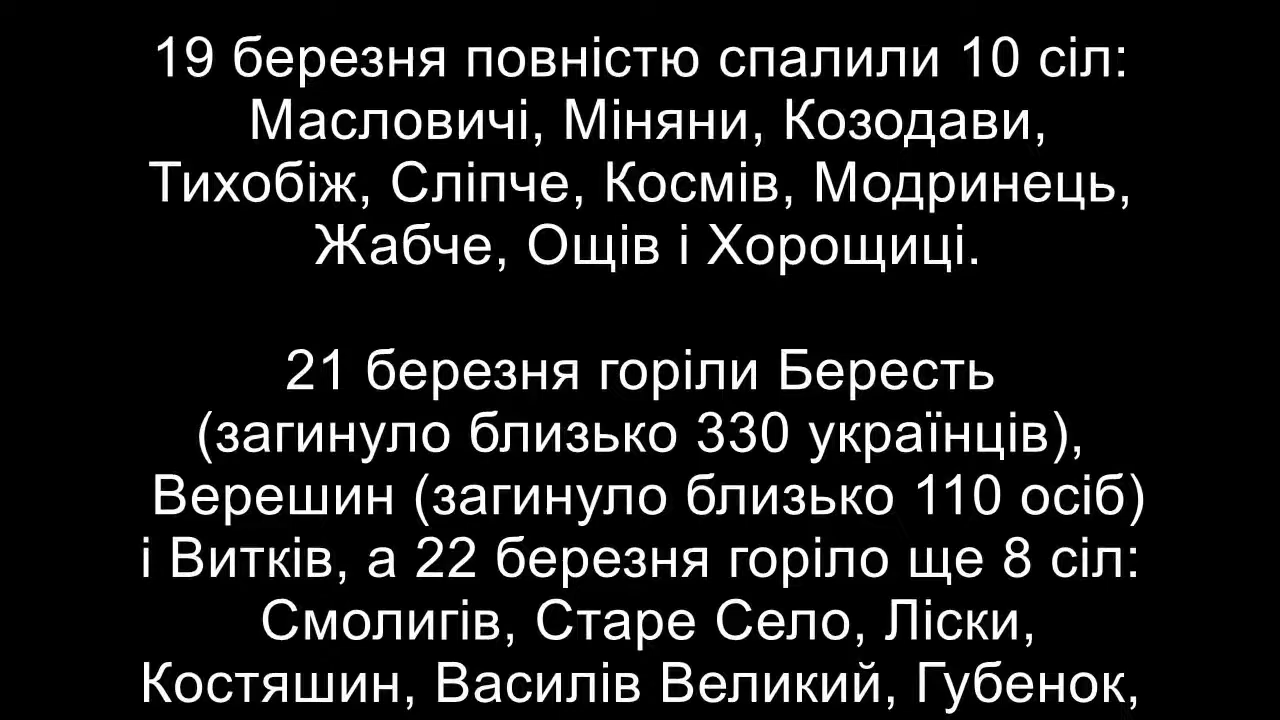 19 березня повністю спалили 10 сіл:
Масловичі, Міняни, Козодави,
Тихобіж, Сліпче, Космів, Модринець,
Жабче, Ощів і Хорощиці.
21 березня горіли Бересть
(загинуло близько 330 українців),
Верешин (загинуло близько 110 осіб)
і Витків, а 22 березня горіло ще 8 сіл:
Смолигів, Старе Село, Ліски,
Костяшин, Василів Великий, Губенок,